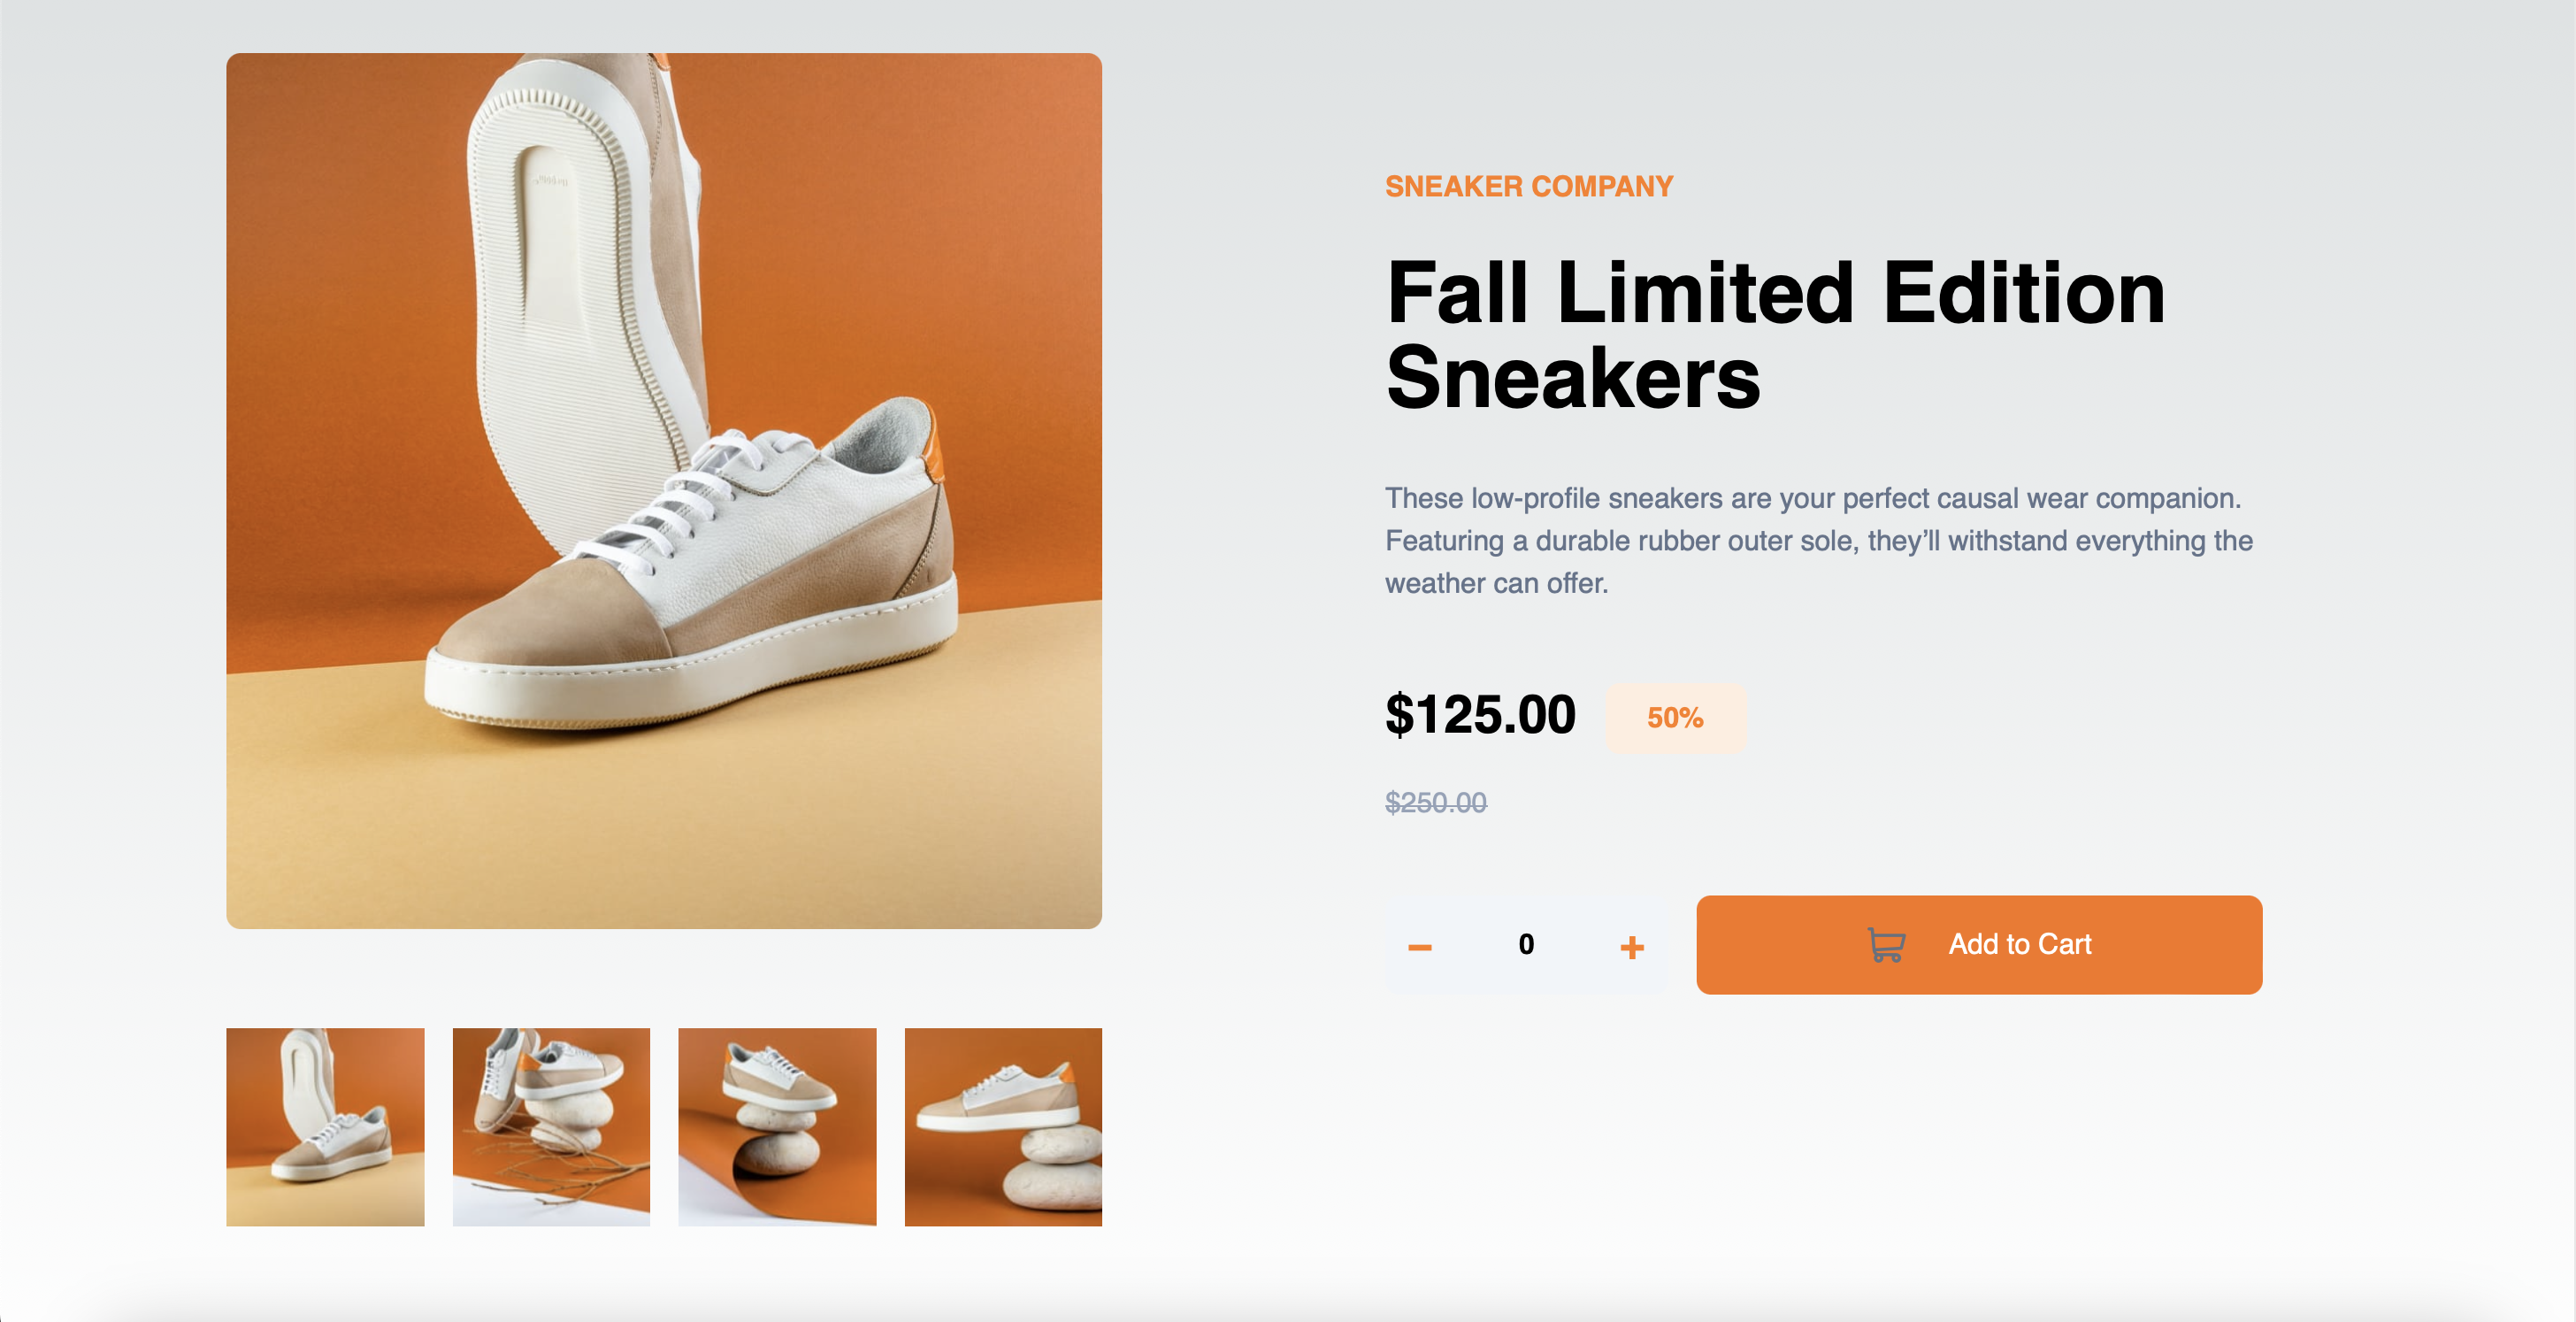 SNEAKER COMPANY
Fall Limited Edition
Sneakers
These low-profile sneakers are your perfect causal wear companion.
Featuring a durable rubber outer sole, they’ll withstand everything the
weather can offer.
$125.00 50%
$250.00
− 0 + Add to Cart